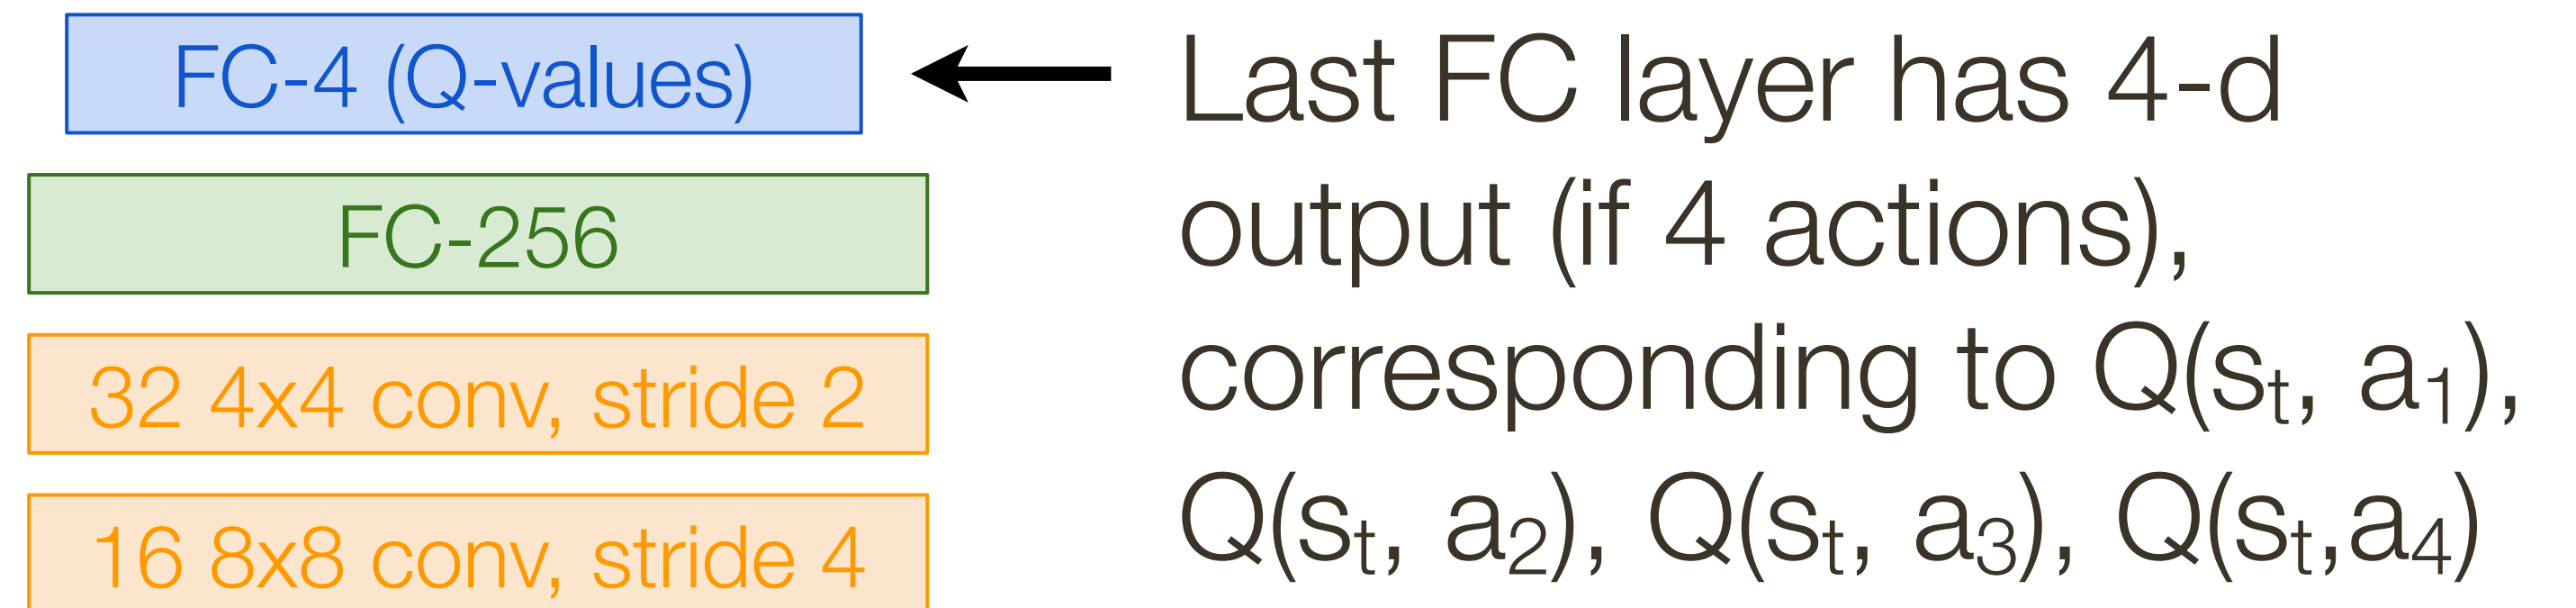 FC-4 (Q-values)
FC-256
32 4x4 conv, stride 2
16 8x8 conv, stride 4
Last FC layer has 4-d
output (if 4 actions),
corresponding to Q(sₜ, a₁),
Q(sₜ, a₂), Q(sₜ, a₃), Q(sₜ,a₄)